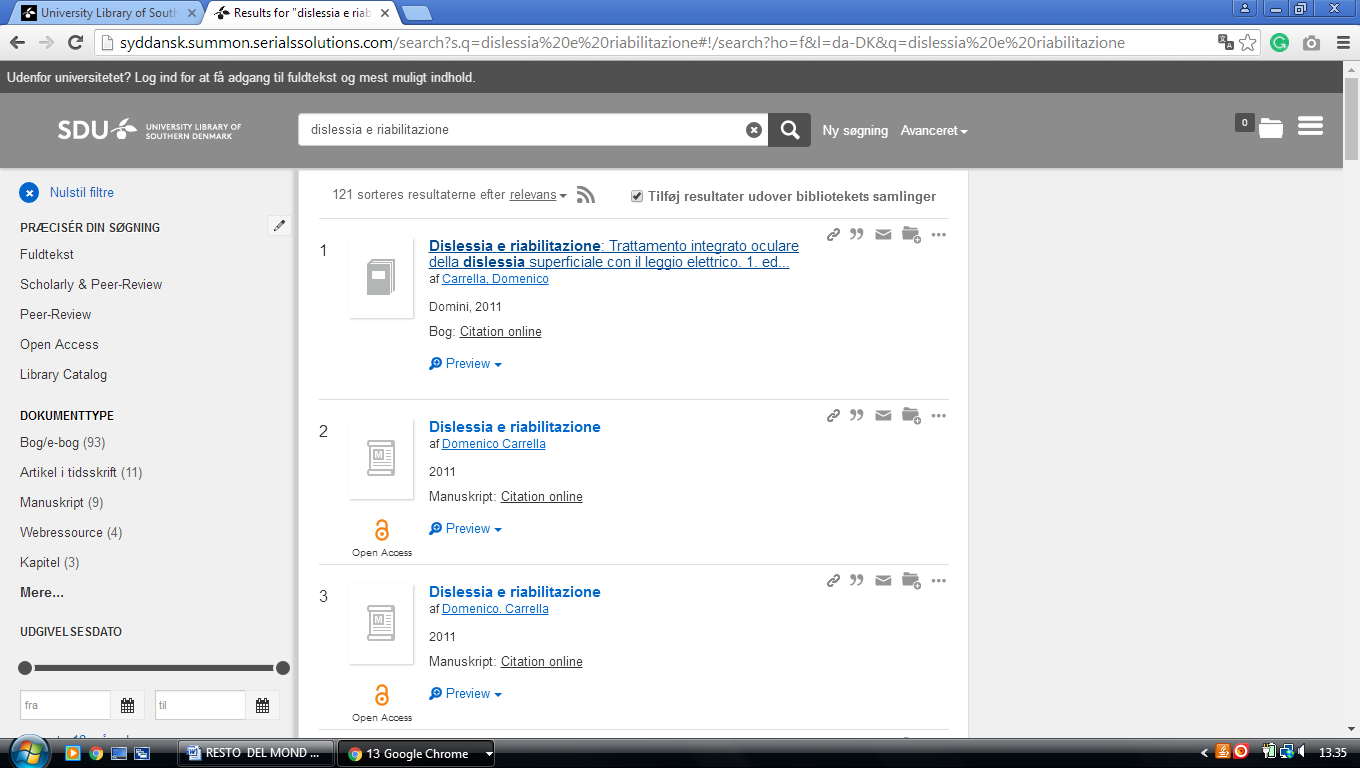 University Library of South
Results for "dislessia e riab
syddansk.summon.serialssolutions.com/search?s.q=dislessia%20e%20riabilitazione#!/search?ho=f&l=da-DK&q=dislessia%20e%20riabilitazione
Udenfor universitetet? Log ind for at få adgang til fuldtekst og mest muligt indhold.
SDU UNIVERSITY LIBRARY OF
SOUTHERN DENMARK
dislessia e riabilitazione
Ny søgning
Avanceret
0
Nulstil filtre
PRÆCISÉR DIN SØGNING
Fuldtekst
Scholarly & Peer-Review
Peer-Review
Open Access
Library Catalog
DOKUMENTTYPE
Bog/e-bog (93)
Artikel i tidsskrift (11)
Manuskript (9)
Webressource (4)
Kapitel (3)
Mere...
UDGIVELSESDATO
fra
til
121 sorteres resultaterne efter relevans
Tilføj resultater udover bibliotekets samlinger
1
Dislessia e riabilitazione: Trattamento integrato oculare
della dislessia superficiale con il leggio elettrico. 1. ed...
af Carrella, Domenico
Domini, 2011
Bog: Citation online
Preview
2
Dislessia e riabilitazione
af Domenico Carrella
2011
Manuskript: Citation online
Preview
Open Access
3
Dislessia e riabilitazione
af Domenico. Carrella
2011
Manuskript: Citation online
Preview
Open Access
RESTO DEL MOND ...
13 Google Chrome
13.35